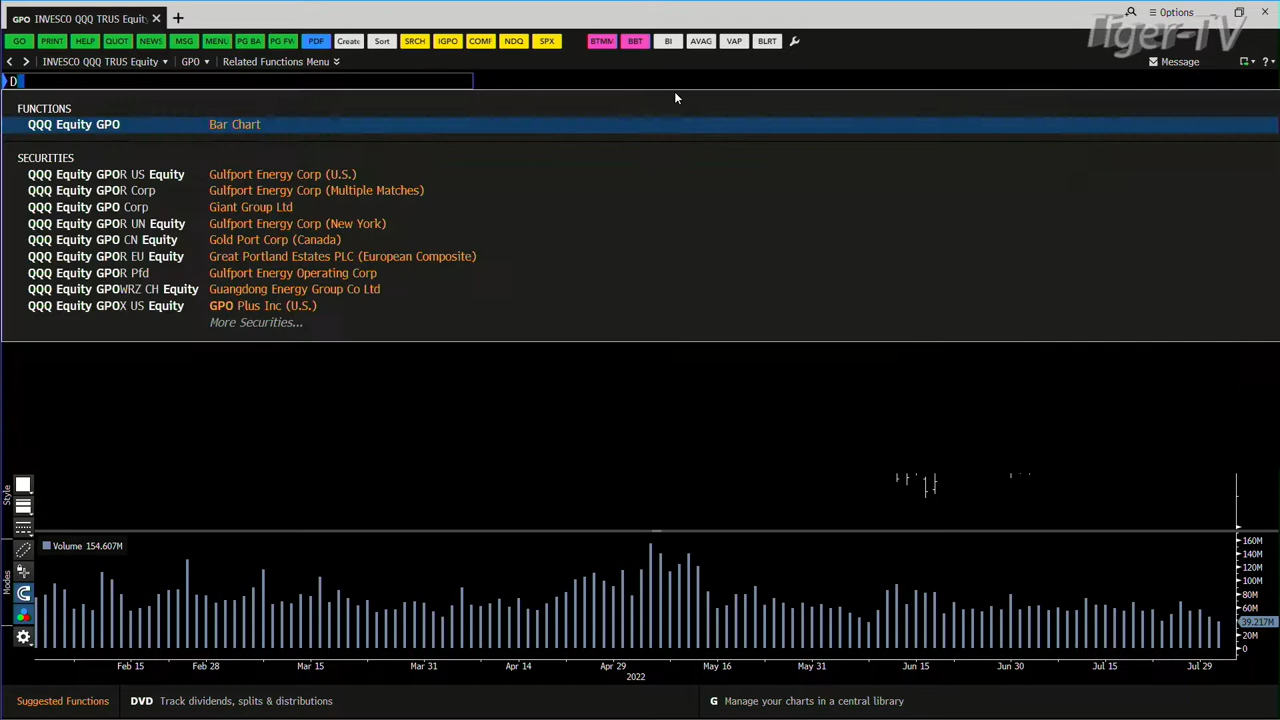 GPO INVESCO QQQ TRUS Equity
Options
Tiger-TV
GO PRINT HELP QUOT NEWS MSG MENU PG BA PG FW PDF Create Sort SRCH IGPO COMF NDQ SPX BTMM BBT BI AVAG VAP BLRT
INVESCO QQQ TRUS Equity GPO Related Functions Menu
Message
?
D
FUNCTIONS
QQQ Equity GPO Bar Chart
SECURITIES
QQQ Equity GPOR US Equity Gulfport Energy Corp (U.S.)
QQQ Equity GPOR Corp Gulfport Energy Corp (Multiple Matches)
QQQ Equity GPO Corp Giant Group Ltd
QQQ Equity GPOR UN Equity Gulfport Energy Corp (New York)
QQQ Equity GPO CN Equity Gold Port Corp (Canada)
QQQ Equity GPOR EU Equity Great Portland Estates PLC (European Composite)
QQQ Equity GPOR Pfd Gulfport Energy Operating Corp
QQQ Equity GPOWRZ CH Equity Guangdong Energy Group Co Ltd
QQQ Equity GPOX US Equity GPO Plus Inc (U.S.)
More Securities...
Style
Modes
Volume 154.607M
160M
140M
120M
100M
80M
60M
39.217M
20M
0
Feb 15 Feb 28 Mar 15 Mar 31 Apr 14 Apr 29 May 16 May 31 Jun 15 Jun 30 Jul 15 Jul 29
2022
Suggested Functions DVD Track dividends, splits & distributions G Manage your charts in a central library